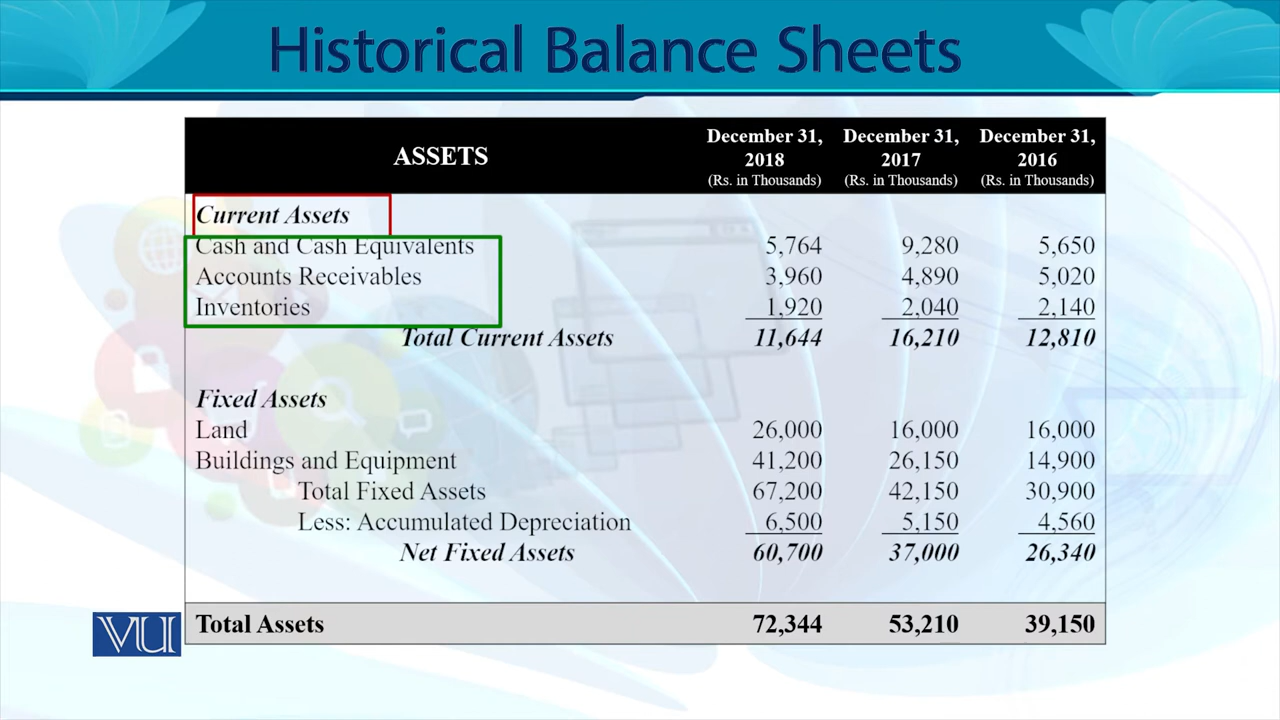 Historical Balance Sheets
ASSETS December 31, 2018 (Rs. in Thousands) December 31, 2017 (Rs. in Thousands) December 31, 2016 (Rs. in Thousands)
Current Assets
Cash and Cash Equivalents 5,764 9,280 5,650
Accounts Receivables 3,960 4,890 5,020
Inventories 1,920 2,040 2,140
Total Current Assets 11,644 16,210 12,810
Fixed Assets
Land 26,000 16,000 16,000
Buildings and Equipment 41,200 26,150 14,900
Total Fixed Assets 67,200 42,150 30,900
Less: Accumulated Depreciation 6,500 5,150 4,560
Net Fixed Assets 60,700 37,000 26,340
Total Assets 72,344 53,210 39,150
VU